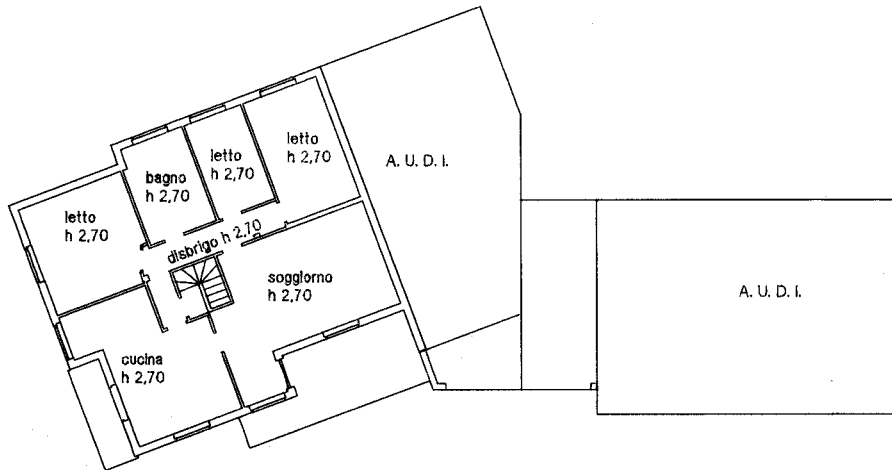 letto
h 2,70
bagno
h 2,70
letto
h 2,70
letto
h 2,70
A. U. D. I.
disbrigo h 2,70
soggiorno
h 2,70
cucina
h 2,70
A. U. D. I.